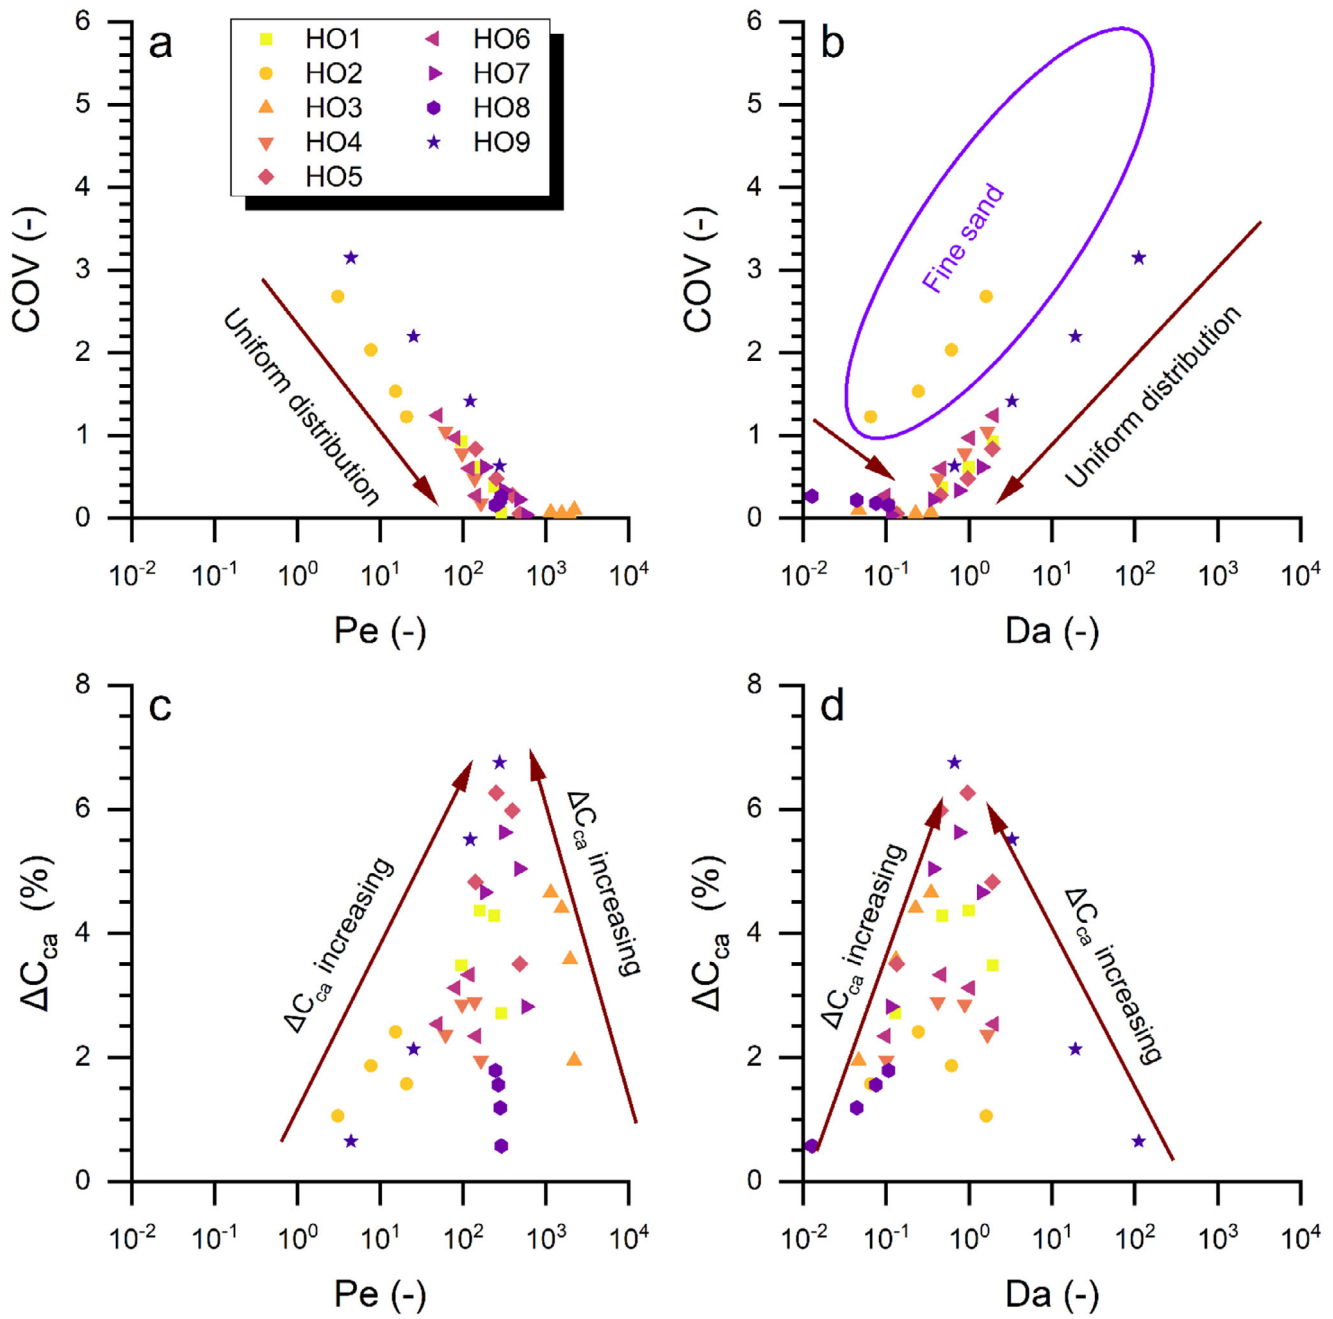 a
HO1
HO2
HO3
HO4
HO5
HO6
HO7
HO8
HO9
6
5
4
3
2
1
0
COV (-)
Uniform distribution
10⁻² 10⁻¹ 10⁰ 10¹ 10² 10³ 10⁴
Pe (-)
b
6
5
4
3
2
1
0
COV (-)
Fine sand
Uniform distribution
10⁻² 10⁻¹ 10⁰ 10¹ 10² 10³ 10⁴
Da (-)
c
8
6
4
2
0
ΔCca (%)
ΔCca increasing
ΔCca increasing
10⁻² 10⁻¹ 10⁰ 10¹ 10² 10³ 10⁴
Pe (-)
d
8
6
4
2
0
ΔCca (%)
ΔCca increasing
ΔCca increasing
10⁻² 10⁻¹ 10⁰ 10¹ 10² 10³ 10⁴
Da (-)